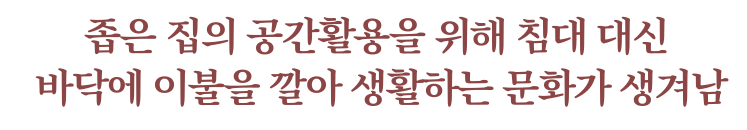 좁은 집의 공간활용을 위해 침대 대신
바닥에 이불을 깔아 생활하는 문화가 생겨남